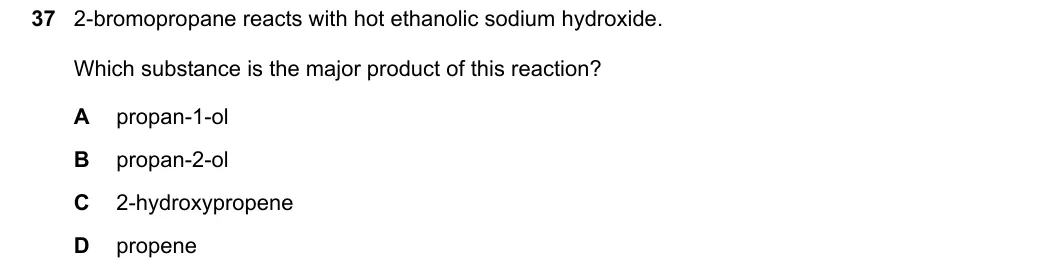 37 2-bromopropane reacts with hot ethanolic sodium hydroxide.
Which substance is the major product of this reaction?
A propan-1-ol
B propan-2-ol
C 2-hydroxypropene
D propene